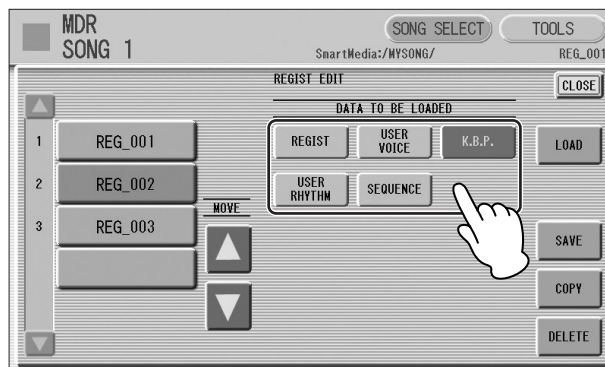 MDR
SONG 1
SONG SELECT
TOOLS
SmartMedia:/MYSONG/
REG_001
REGIST EDIT
CLOSE
DATA TO BE LOADED
1 REG_001
REGIST
USER
VOICE
K.B.P.
LOAD
2 REG_002
USER
RHYTHM
SEQUENCE
MOVE
3 REG_003
SAVE
COPY
DELETE